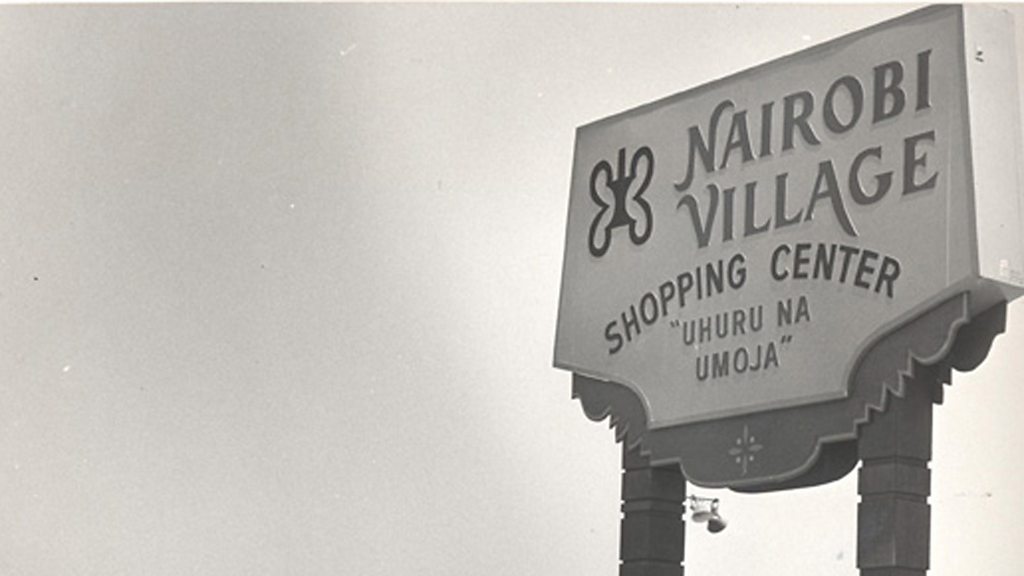 NAIROBI
VILLAGE
SHOPPING CENTER
"UHURU NA
UMOJA"